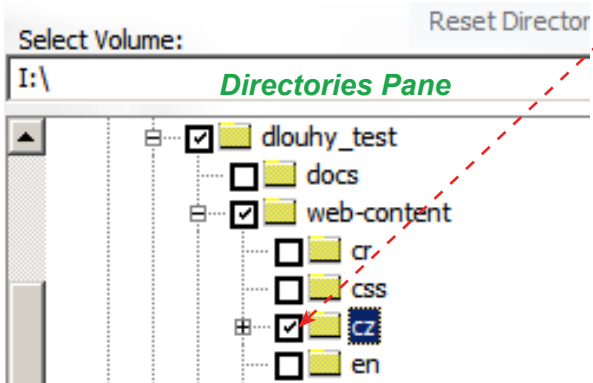 Reset Director
Select Volume:
I:\
Directories Pane
dlouhy_test
docs
web-content
cr
css
cz
en